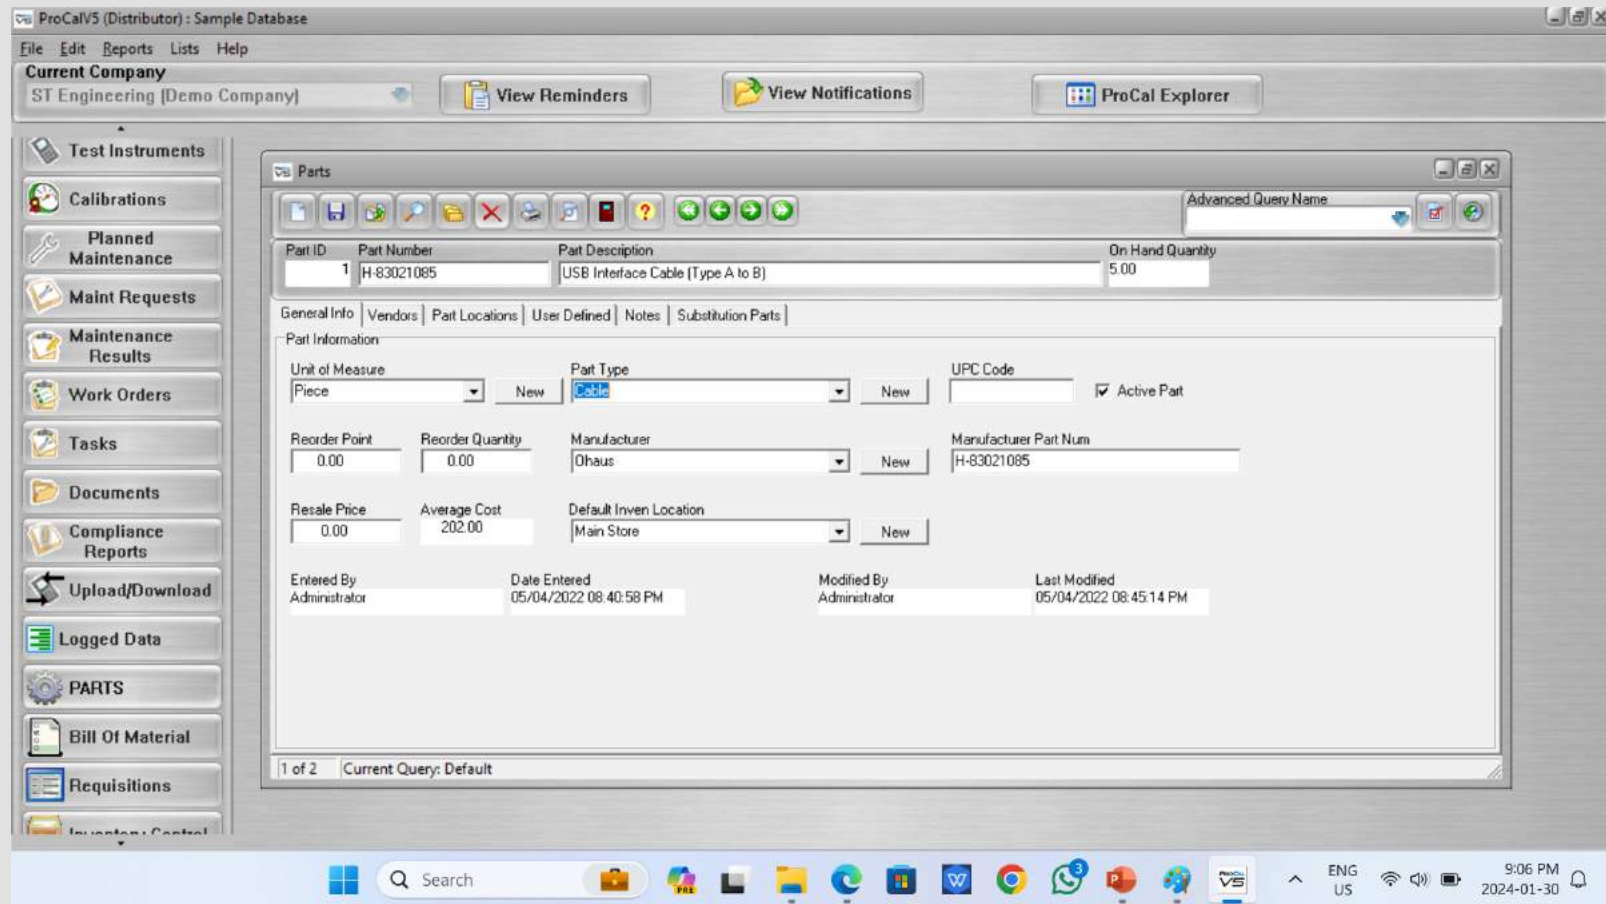 ProCalV5 (Distributor) : Sample Database
File Edit Reports Lists Help
Current Company
ST Engineering (Demo Company)
View Reminders
View Notifications
ProCal Explorer
Test Instruments
Calibrations
Planned
Maintenance
Maint Requests
Maintenance
Results
Work Orders
Tasks
Documents
Compliance
Reports
Upload/Download
Logged Data
PARTS
Bill Of Material
Requisitions
Inventory Control
Parts
Advanced Query Name
Part ID Part Number Part Description On Hand Quantity
1 H-83021085 USB Interface Cable (Type A to B) 5.00
General Info Vendors Part Locations User Defined Notes Substitution Parts
Part Information
Unit of Measure Part Type UPC Code
Piece New Cable New Active Part
Reorder Point Reorder Quantity Manufacturer Manufacturer Part Num
0.00 0.00 Ohaus New H-83021085
Resale Price Average Cost Default Inven Location
0.00 202.00 Main Store New
Entered By Date Entered Modified By Last Modified
Administrator 05/04/2022 08:40:58 PM Administrator 05/04/2022 08:45:14 PM
1 of 2 Current Query: Default
Search
PRE
3
V5
ENG
US
9:06 PM
2024-01-30